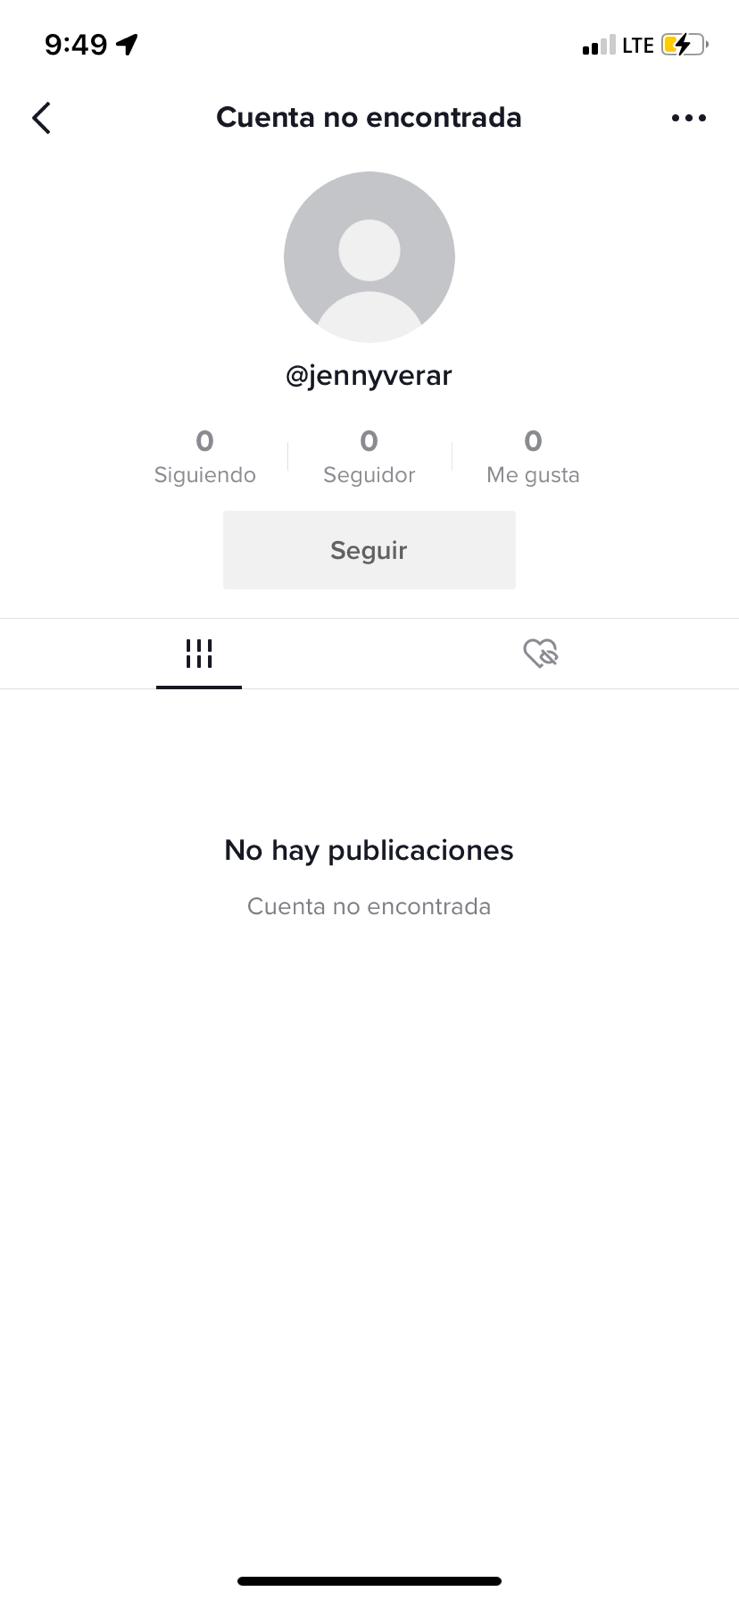 9:49
LTE
Cuenta no encontrada
@jennyverar
0 0 0
Siguiendo Seguidor Me gusta
Seguir
No hay publicaciones
Cuenta no encontrada